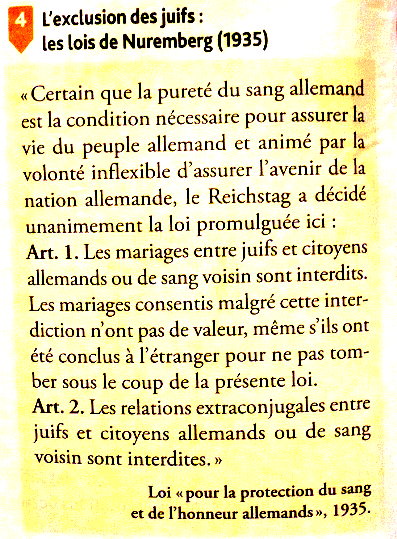 4 L'exclusion des juifs :
les lois de Nuremberg (1935)
« Certain que la pureté du sang allemand
est la condition nécessaire pour assurer la
vie du peuple allemand et animé par la
volonté inflexible d'assurer l'avenir de la
nation allemande, le Reichstag a décidé
unanimement la loi promulguée ici :
Art. 1. Les mariages entre juifs et citoyens
allemands ou de sang voisin sont interdits.
Les mariages consentis malgré cette inter-
diction n'ont pas de valeur, même s'ils ont
été conclus à l'étranger pour ne pas tom-
ber sous le coup de la présente loi.
Art. 2. Les relations extraconjugales entre
juifs et citoyens allemands ou de sang
voisin sont interdites. »
Loi « pour la protection du sang
et de l'honneur allemands », 1935.